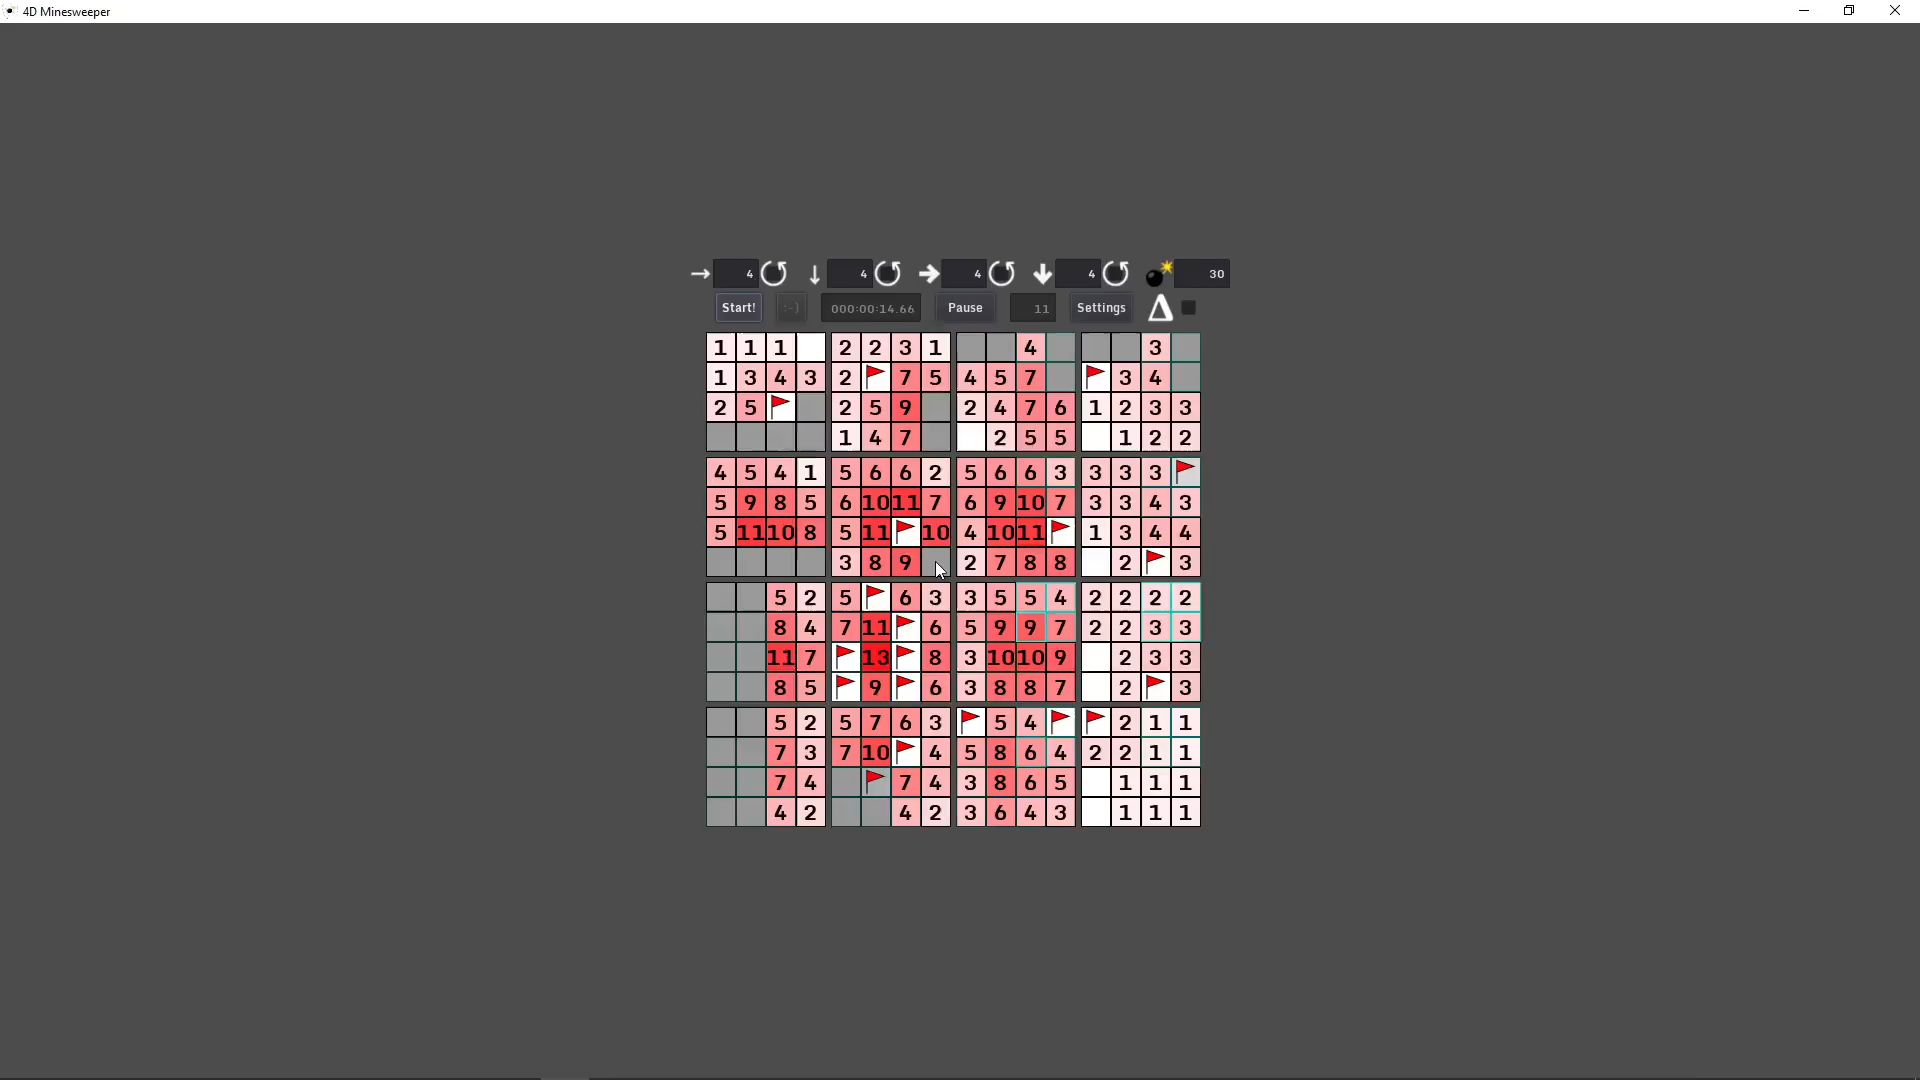 4D Minesweeper
4 4 4 4 30
Start! :-) 000:00:14.66 Pause 11 Settings
1 1 1 2 2 3 1 4 3
1 3 4 3 2 7 5 4 5 7 3 4
2 5 2 5 9 2 4 7 6 1 2 3 3
1 4 7 2 5 5 1 2 2
4 5 4 1 5 6 6 2 5 6 6 3 3 3 3
5 9 8 5 6 10 11 7 6 9 10 7 3 3 4 3
5 11 10 8 5 11 10 4 10 11 1 3 4 4
3 8 9 2 7 8 8 2 3
5 2 5 6 3 3 5 5 4 2 2 2 2
8 4 7 11 6 5 9 9 7 2 2 3 3
11 7 13 8 3 10 10 9 2 3 3
8 5 9 6 3 8 8 7 2 3
5 2 5 7 6 3 5 4 2 1 1
7 3 7 10 4 5 8 6 4 2 2 1 1
7 4 7 4 3 8 6 5 1 1 1
4 2 4 2 3 6 4 3 1 1 1